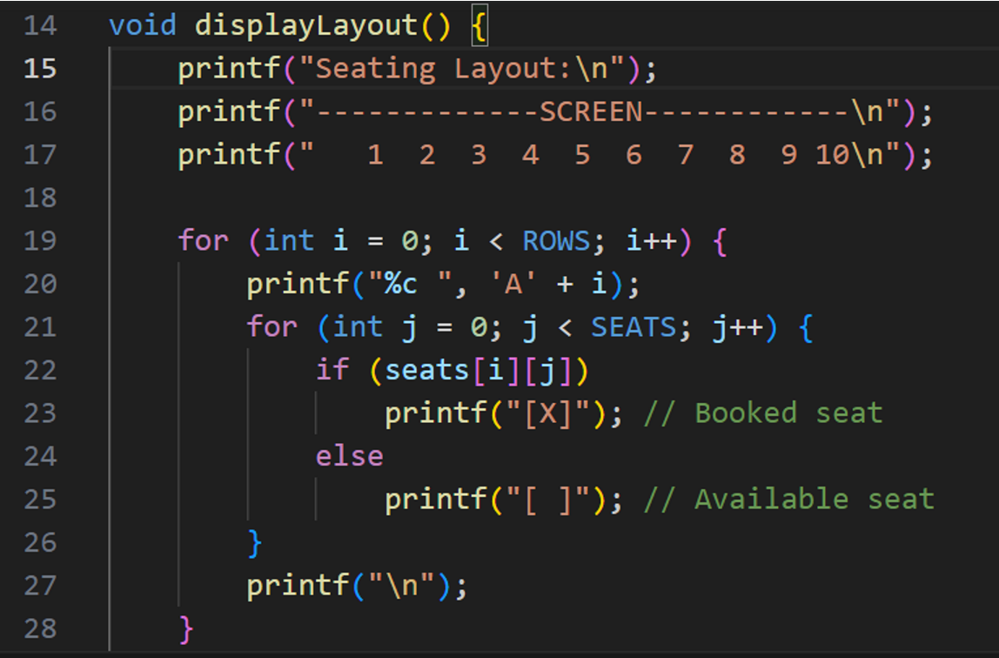 14 void displayLayout() {
15     printf("Seating Layout:\n");
16     printf("-------------SCREEN------------\n");
17     printf("   1  2  3  4  5  6  7  8  9 10\n");
18
19     for (int i = 0; i < ROWS; i++) {
20         printf("%c ", 'A' + i);
21         for (int j = 0; j < SEATS; j++) {
22             if (seats[i][j])
23                 printf("[X]"); // Booked seat
24             else
25                 printf("[ ]"); // Available seat
26         }
27         printf("\n");
28     }